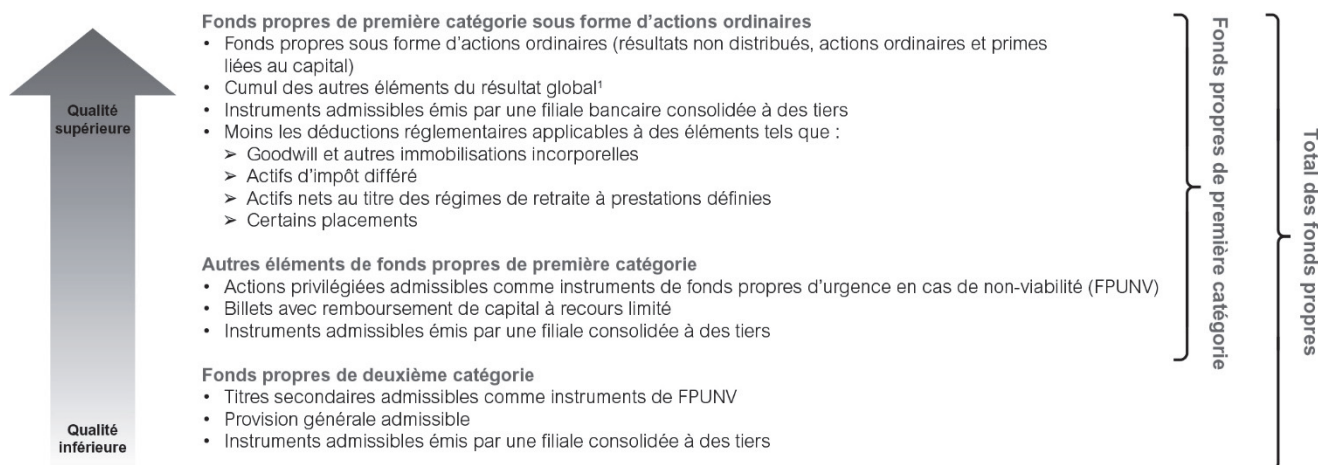 Fonds propres de première catégorie sous forme d'actions ordinaires
• Fonds propres sous forme d'actions ordinaires (résultats non distribués, actions ordinaires et primes
liées au capital)
• Cumul des autres éléments du résultat global¹
• Instruments admissibles émis par une filiale bancaire consolidée à des tiers
• Moins les déductions réglementaires applicables à des éléments tels que :
➢ Goodwill et autres immobilisations incorporelles
➢ Actifs d'impôt différé
➢ Actifs nets au titre des régimes de retraite à prestations définies
➢ Certains placements
Autres éléments de fonds propres de première catégorie
• Actions privilégiées admissibles comme instruments de fonds propres d'urgence en cas de non-viabilité (FPUNV)
• Billets avec remboursement de capital à recours limité
• Instruments admissibles émis par une filiale consolidée à des tiers
Fonds propres de deuxième catégorie
• Titres secondaires admissibles comme instruments de FPUNV
• Provision générale admissible
• Instruments admissibles émis par une filiale consolidée à des tiers
Qualité
supérieure
Qualité
inférieure
Fonds propres de première catégorie
Total des fonds propres